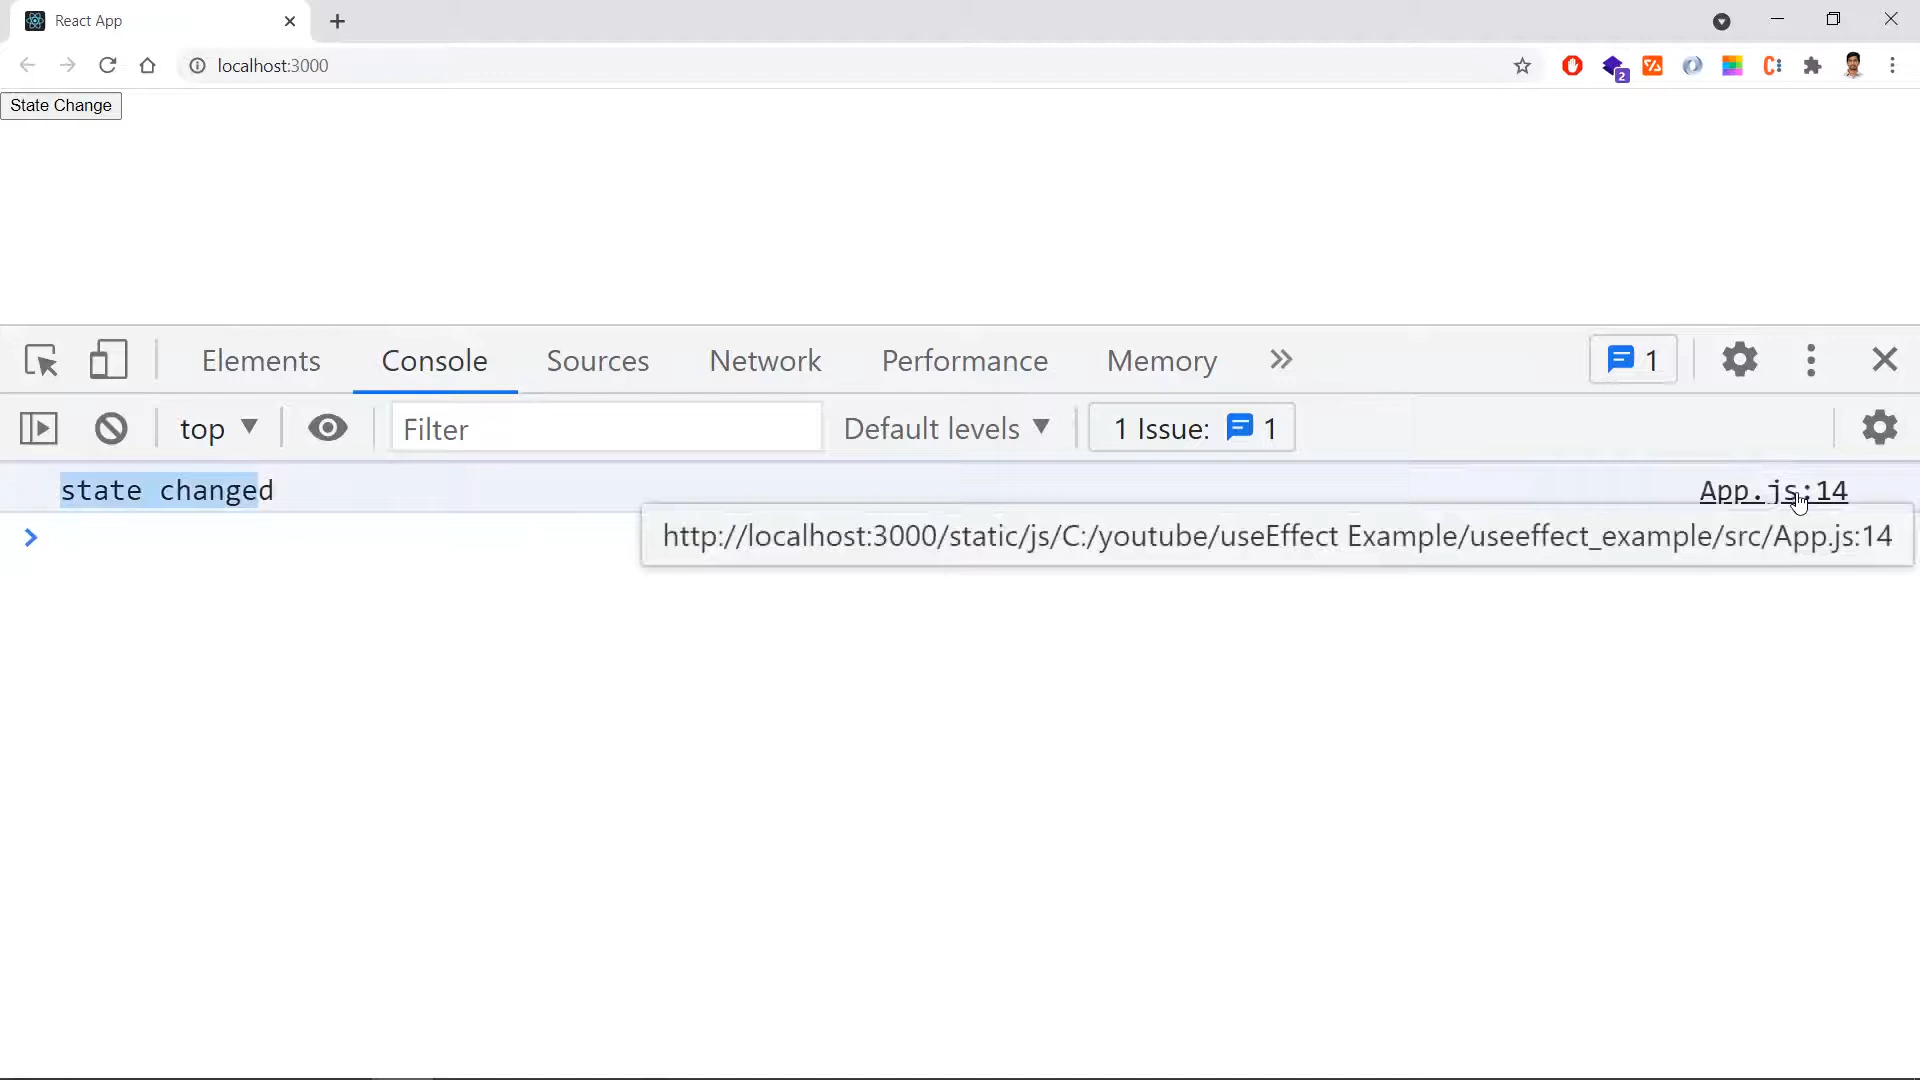 React App
localhost:3000
2
State Change
Elements Console Sources Network Performance Memory 1
top Filter Default levels 1 Issue: 1
state changed App.js:14
http://localhost:3000/static/js/C:/youtube/useEffect Example/useeffect_example/src/App.js:14